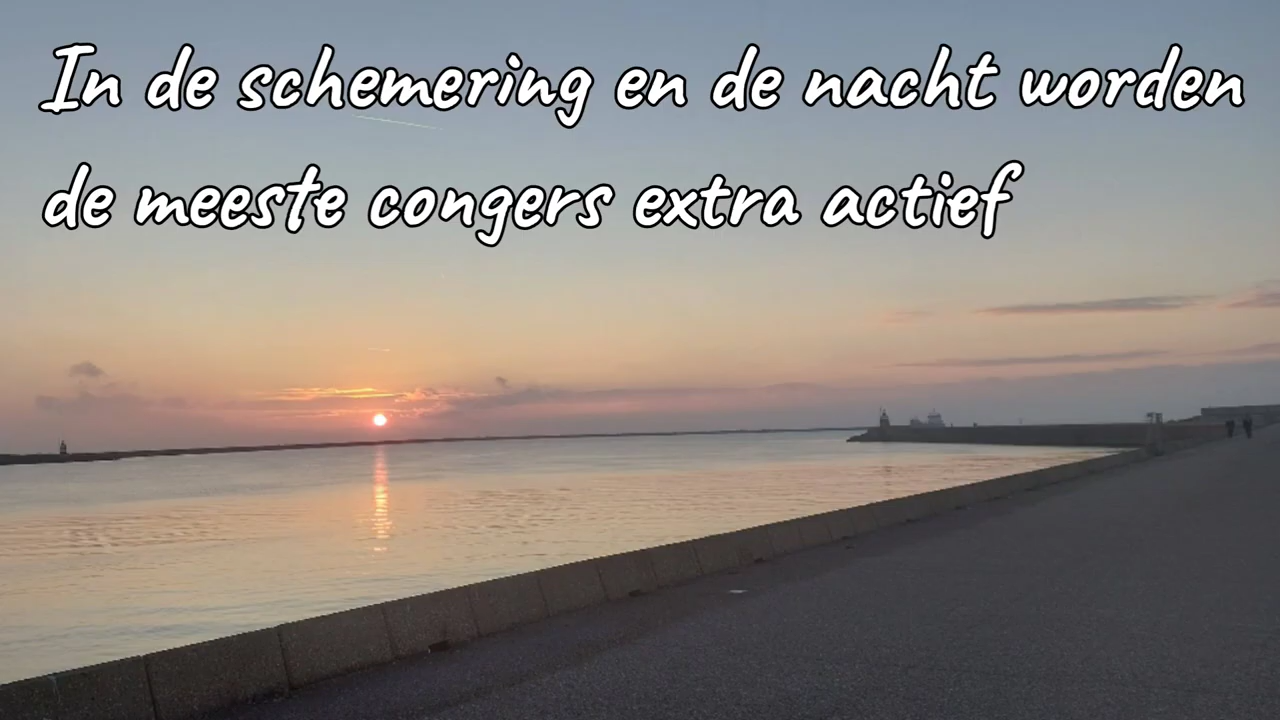 In de schemering en de nacht worden
de meeste congers extra actief